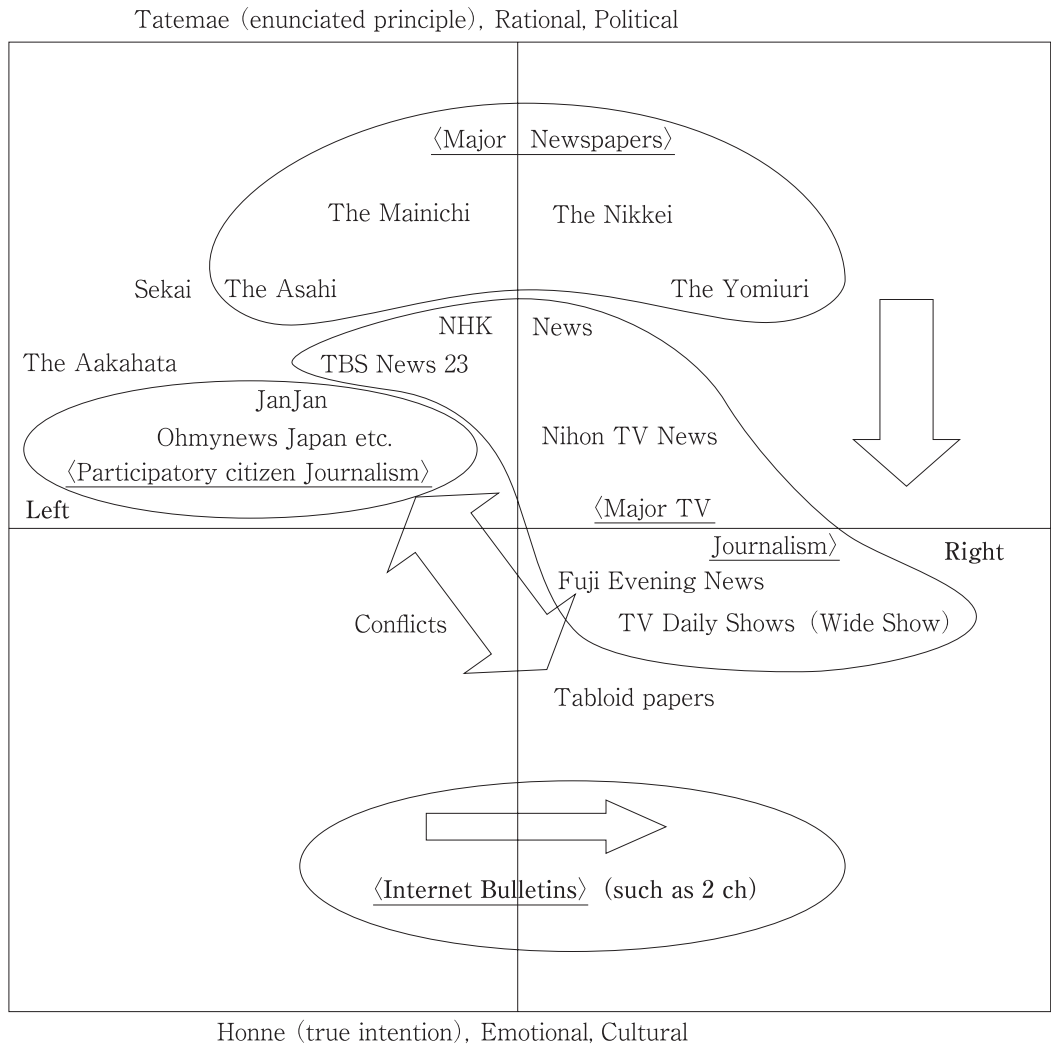 Tatemae (enunciated principle), Rational, Political
〈Major Newspapers〉
The Mainichi
The Nikkei
Sekai
The Asahi
The Yomiuri
NHK News
The Aakahata
TBS News 23
JanJan
Ohmynews Japan etc.
Nihon TV News
〈Participatory citizen Journalism〉
Left
〈Major TV
Journalism〉
Right
Fuji Evening News
Conflicts
TV Daily Shows (Wide Show)
Tabloid papers
〈Internet Bulletins〉 (such as 2 ch)
Honne (true intention), Emotional, Cultural